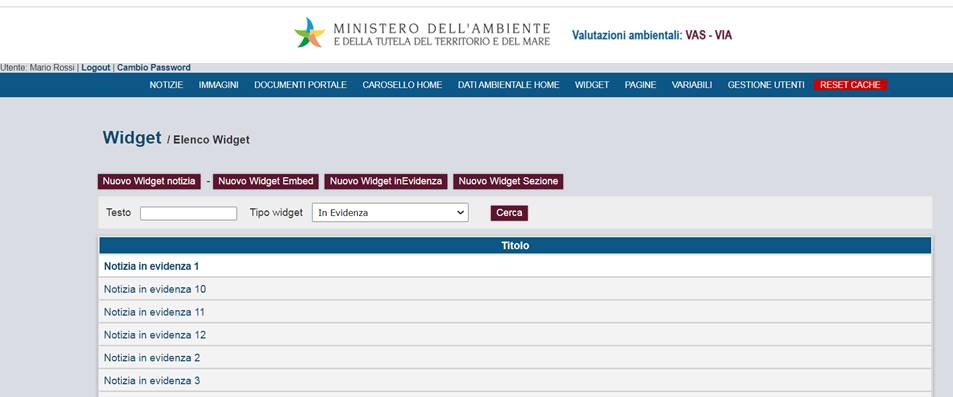 MINISTERO DELL'AMBIENTE
E DELLA TUTELA DEL TERRITORIO E DEL MARE
Valutazioni ambientali: VAS - VIA
Utente: Mario Rossi | Logout | Cambio Password
NOTIZIE IMMAGINI DOCUMENTI PORTALE CAROSELLO HOME DATI AMBIENTALE HOME WIDGET PAGINE VARIABILI GESTIONE UTENTI RESET CACHE
Widget / Elenco Widget
Nuovo Widget notizia - Nuovo Widget Embed Nuovo Widget inEvidenza Nuovo Widget Sezione
Testo Tipo widget In Evidenza Cerca
Titolo
Notizia in evidenza 1
Notizia in evidenza 10
Notizia in evidenza 11
Notizia in evidenza 12
Notizia in evidenza 2
Notizia in evidenza 3